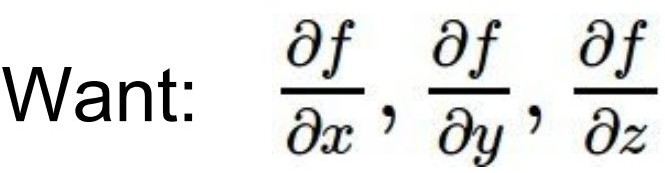 Want: ∂f/∂x, ∂f/∂y, ∂f/∂z